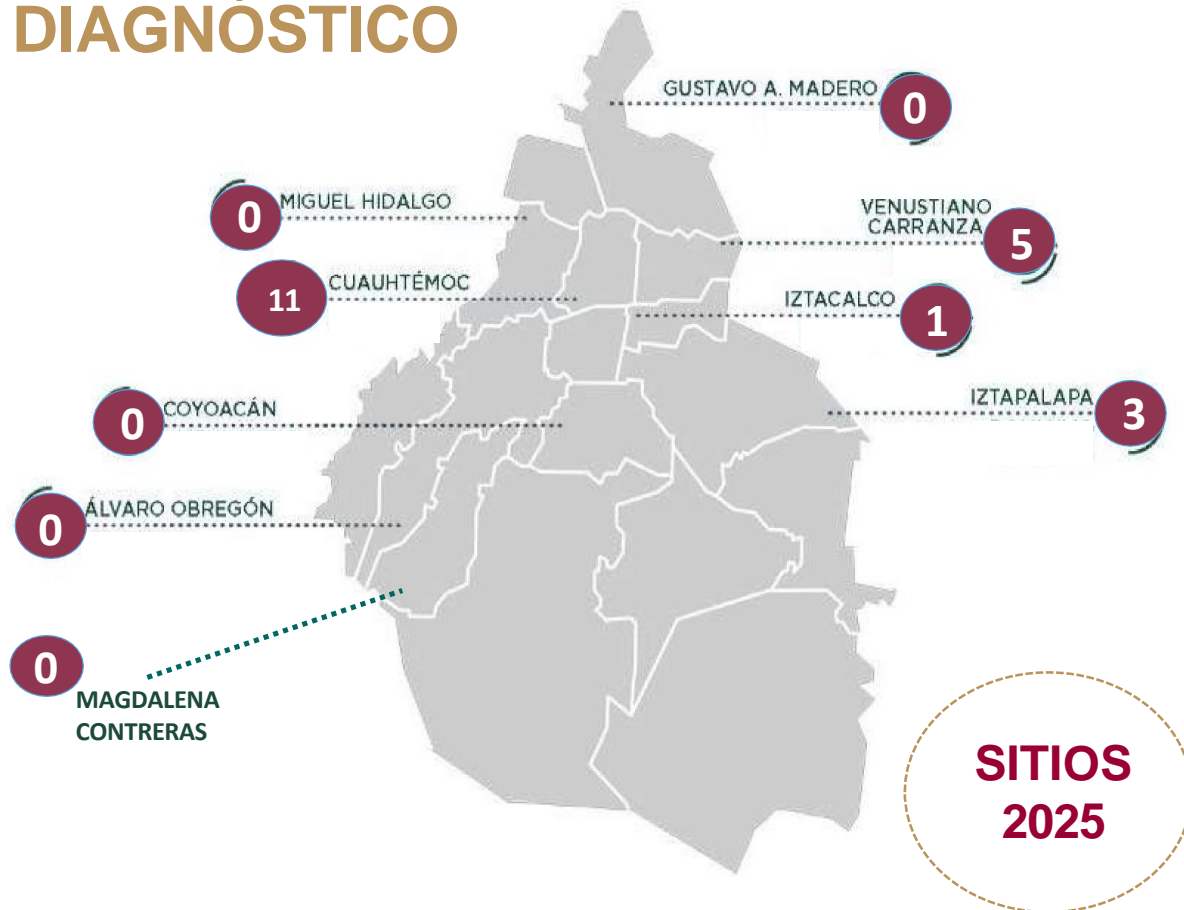 DIAGNÓSTICO
GUSTAVO A. MADERO
0
0
MIGUEL HIDALGO
VENUSTIANO
CARRANZA
5
11
CUAUHTÉMOC
IZTACALCO
1
0
COYOACÁN
IZTAPALAPA
3
0
ÁLVARO OBREGÓN
0
MAGDALENA
CONTRERAS
SITIOS
2025